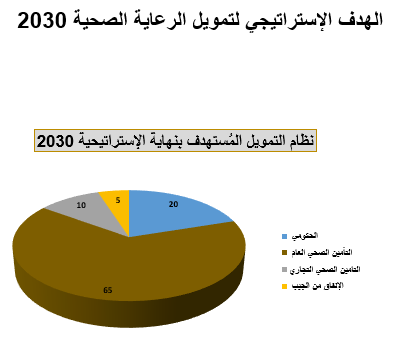 الهدف الإستراتيجي لتمويل الرعاية الصحية 2030
نظام التمويل المُستهدف بنهاية الإستراتيجية 2030
20
5
10
65
الحكومي
التأمين الصحي العام
التامين الصحي التجاري
الإنفاق من الجيب